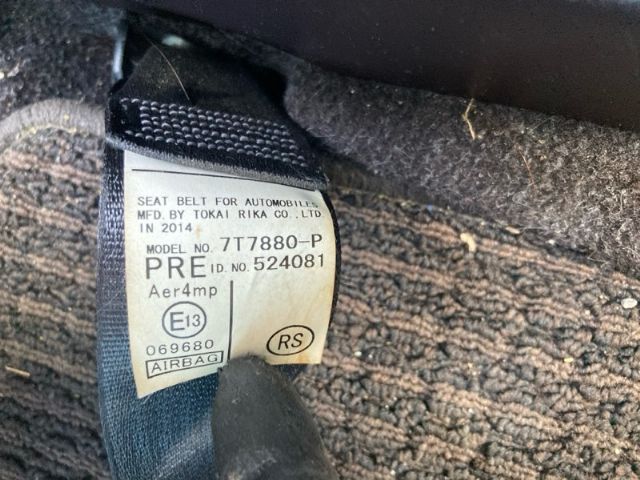 SEAT BELT FOR AUTOMOBILES
MFD. BY TOKAI RIKA CO., LTD.
IN 2014
MODEL NO. 7T7880-P
PRE I D. NO. 524081
Aer4mp
E13
069680
AIRBAG
RS